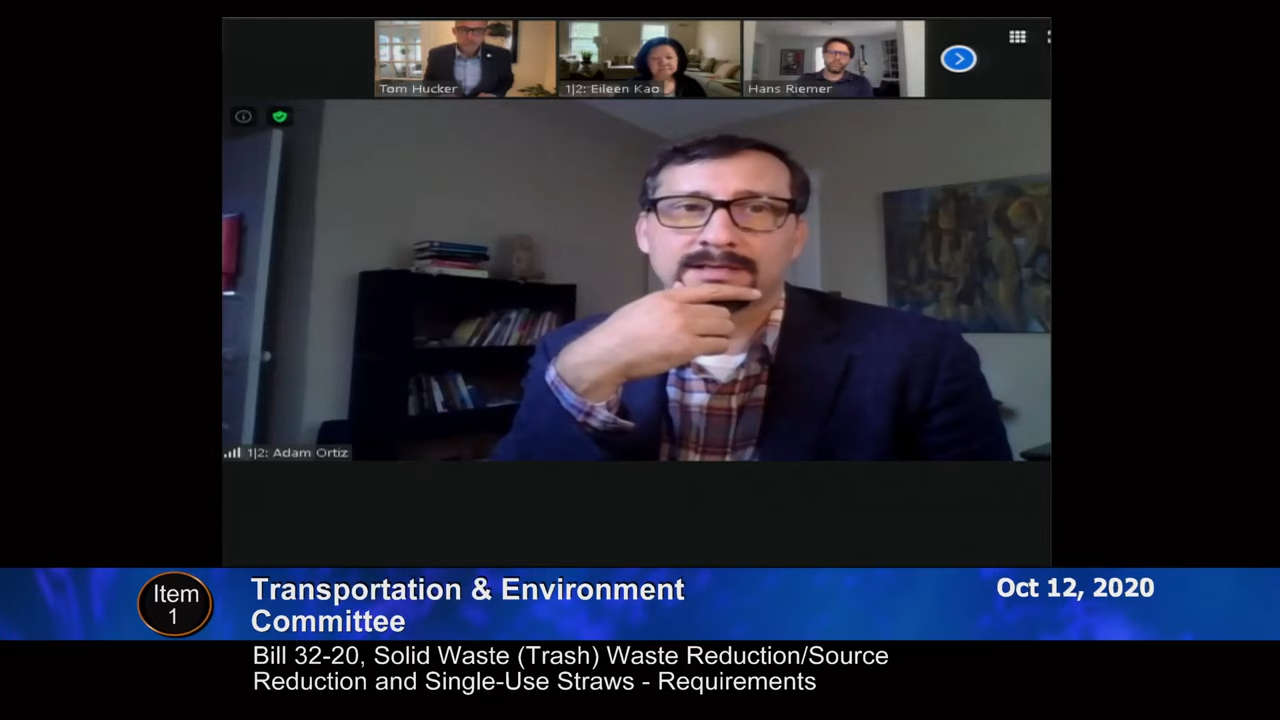 Tom Hucker
1|2: Eileen Kao
Hans Riemer
1|2: Adam Ortiz
Item
1
Transportation & Environment
Committee
Oct 12, 2020
Bill 32-20, Solid Waste (Trash) Waste Reduction/Source
Reduction and Single-Use Straws - Requirements